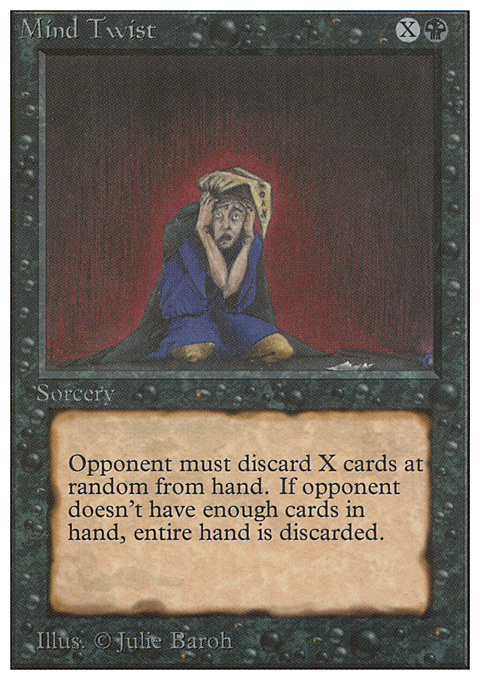 Mind Twist
X
Sorcery
Opponent must discard X cards at
random from hand. If opponent
doesn't have enough cards in
hand, entire hand is discarded.
Illus. © Julie Baroh